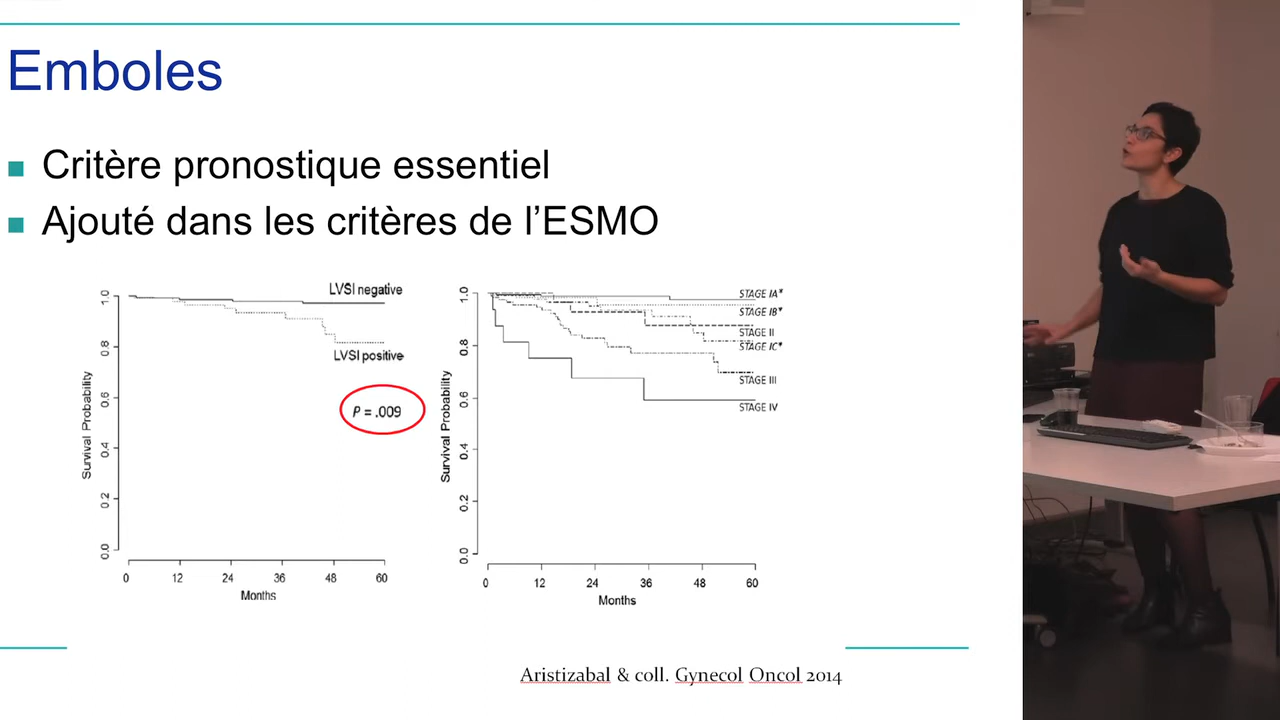 Emboles
Critère pronostique essentiel
Ajouté dans les critères de l'ESMO
LVSI negative
LVSI positive
P = .009
Survival Probability
1.0
0.8
0.6
0.4
0.2
0.0
0 12 24 36 48 60
Months
STAGE IA*
STAGE IB*
STAGE II
STAGE IC*
STAGE III
STAGE IV
Survival Probability
1.0
0.8
0.6
0.4
0.2
0.0
0 12 24 36 48 60
Months
Aristizabal & coll. Gynecol Oncol 2014